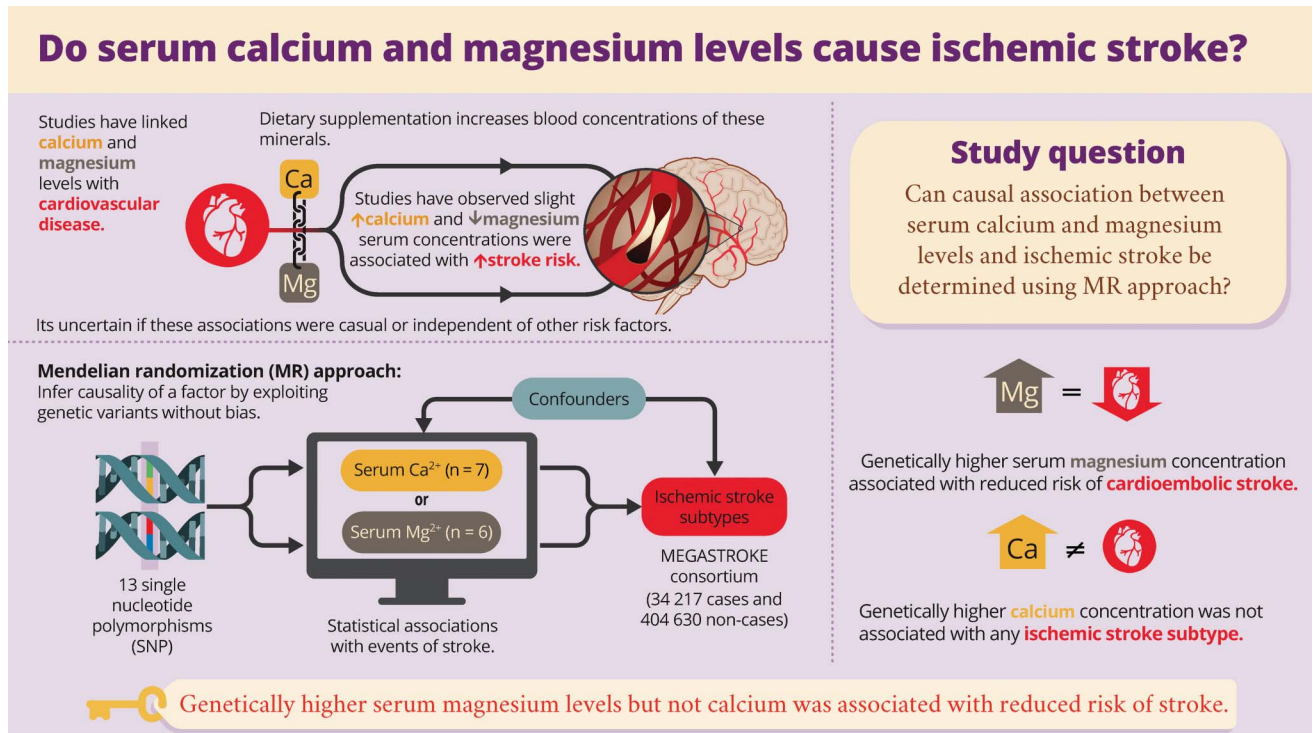 Do serum calcium and magnesium levels cause ischemic stroke?
Studies have linked
calcium and
magnesium
levels with
cardiovascular
disease.
Dietary supplementation increases blood concentrations of these
minerals.
Ca
Mg
Studies have observed slight
↑calcium and ↓magnesium
serum concentrations were
associated with ↑stroke risk.
Its uncertain if these associations were casual or independent of other risk factors.
Mendelian randomization (MR) approach:
Infer causality of a factor by exploiting
genetic variants without bias.
13 single
nucleotide
polymorphisms
(SNP)
Confounders
Serum Ca²⁺ (n = 7)
or
Serum Mg²⁺ (n = 6)
Statistical associations
with events of stroke.
Ischemic stroke
subtypes
MEGASTROKE
consortium
(34 217 cases and
404 630 non-cases)
Study question
Can causal association between
serum calcium and magnesium
levels and ischemic stroke be
determined using MR approach?
Mg =
Genetically higher serum magnesium concentration
associated with reduced risk of cardioembolic stroke.
Ca ≠
Genetically higher calcium concentration was not
associated with any ischemic stroke subtype.
Genetically higher serum magnesium levels but not calcium was associated with reduced risk of stroke.